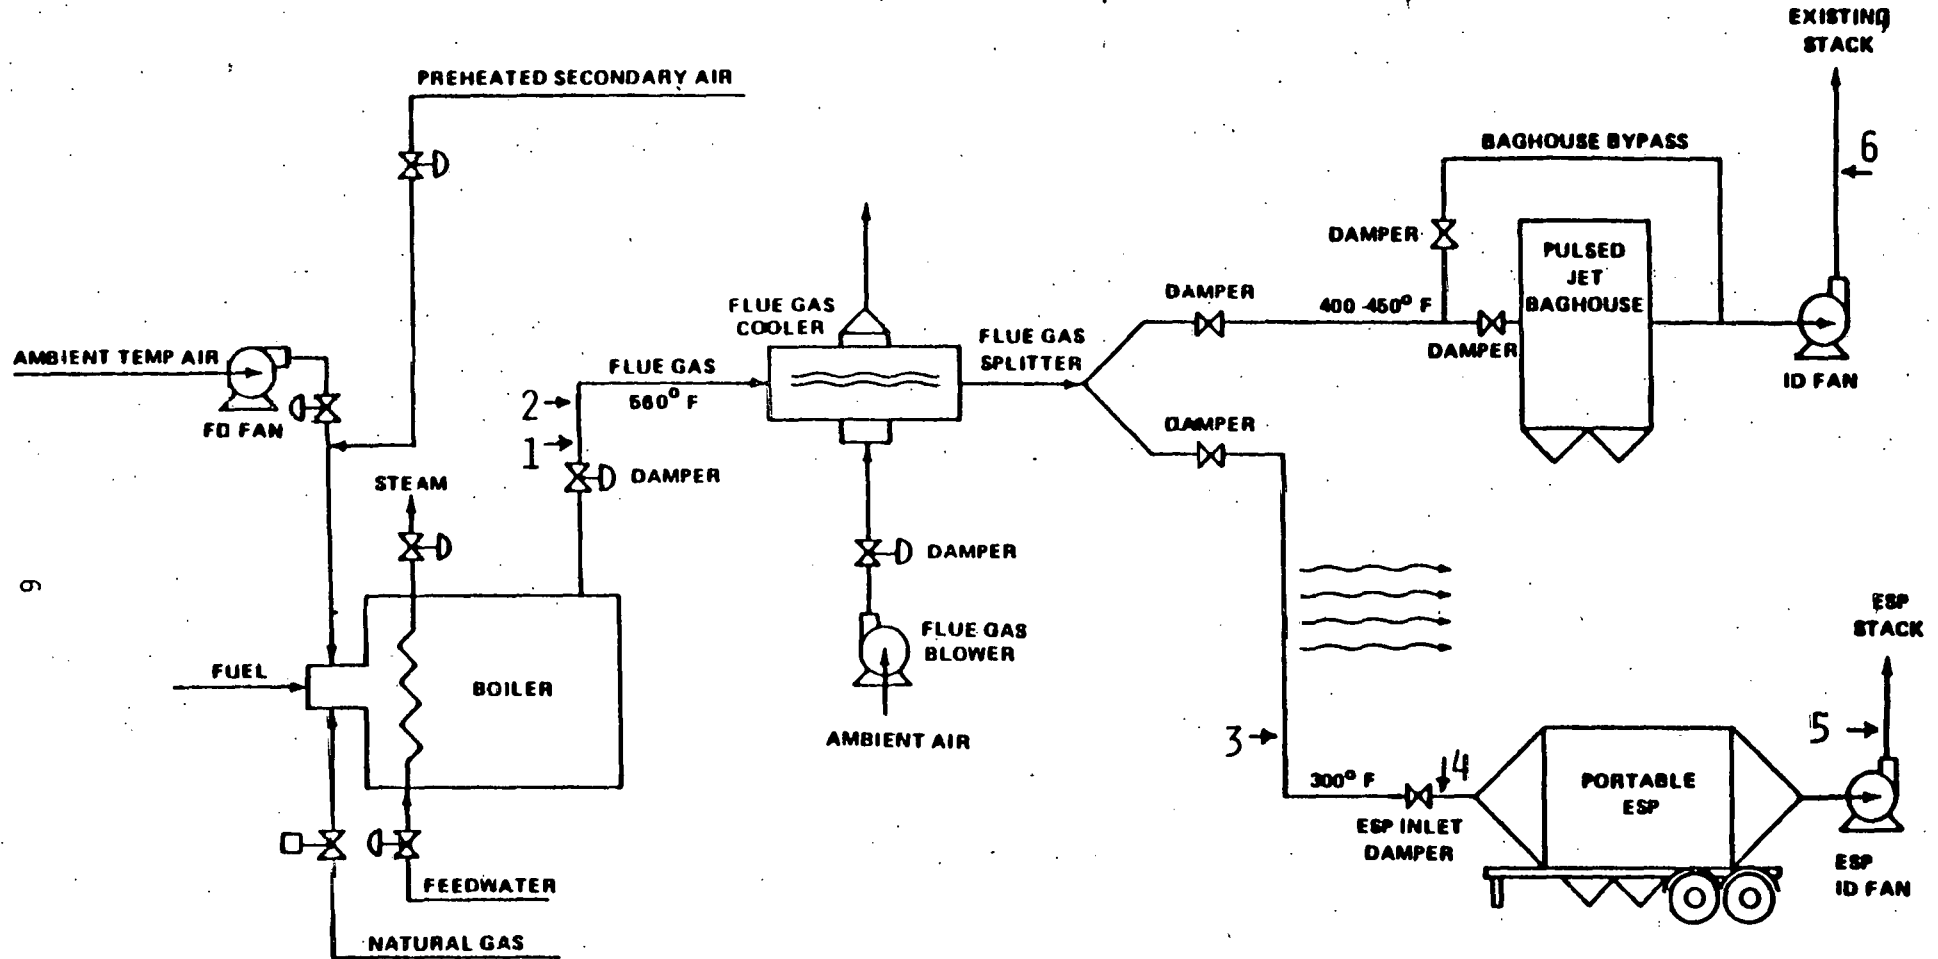 EXISTING
STACK
PREHEATED SECONDARY AIR
BAGHOUSE BYPASS
6
DAMPER
PULSED
JET
BAGHOUSE
DAMPER
400-450° F
DAMPER
ID FAN
FLUE GAS
COOLER
FLUE GAS
SPLITTER
AMBIENT TEMP AIR
FD FAN
FLUE GAS
560° F
2
1
DAMPER
DAMPER
STEAM
DAMPER
FLUE GAS
BLOWER
AMBIENT AIR
9
FUEL
BOILER
ESP
STACK
3
5
300° F
4
ESP INLET
DAMPER
PORTABLE
ESP
ESP
ID FAN
FEEDWATER
NATURAL GAS